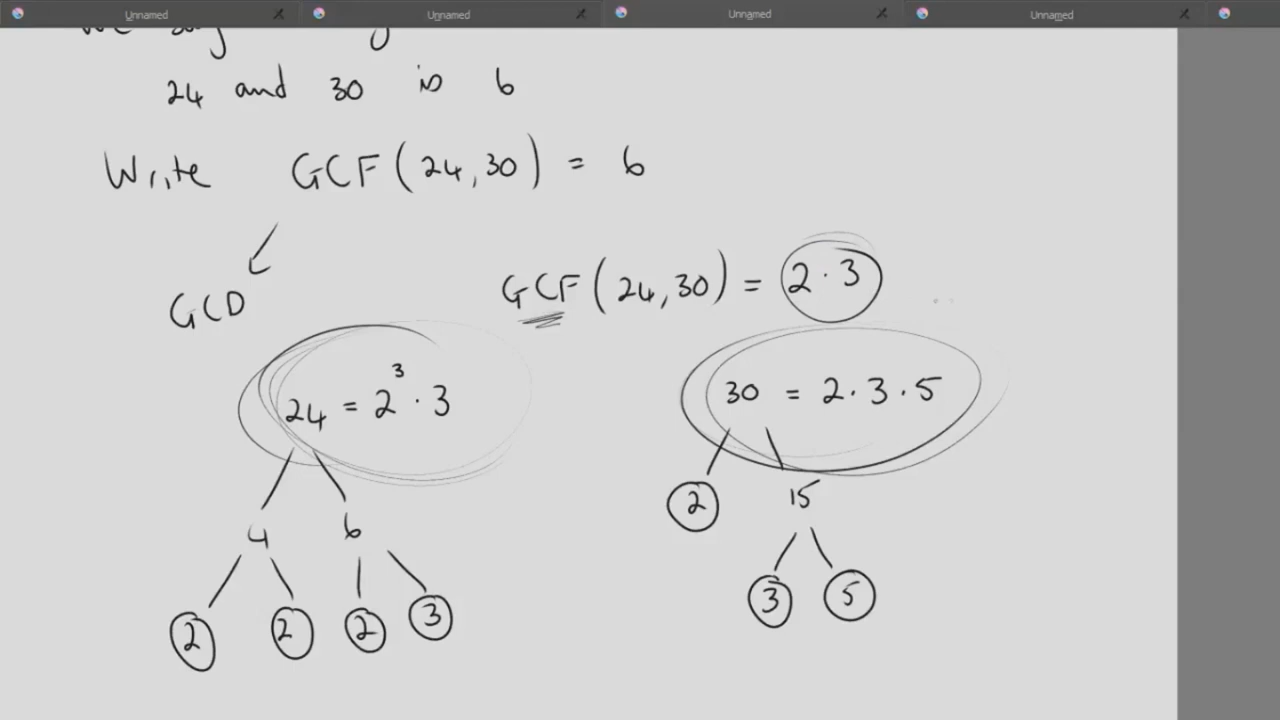 Unnamed Unnamed Unnamed Unnamed
24 and 30 is 6
Write GCF(24,30) = 6
GCD
GCF(24,30) = 2·3
24 = 2³·3
30 = 2·3·5
2 15
4 6
3 5
2 2 2 3